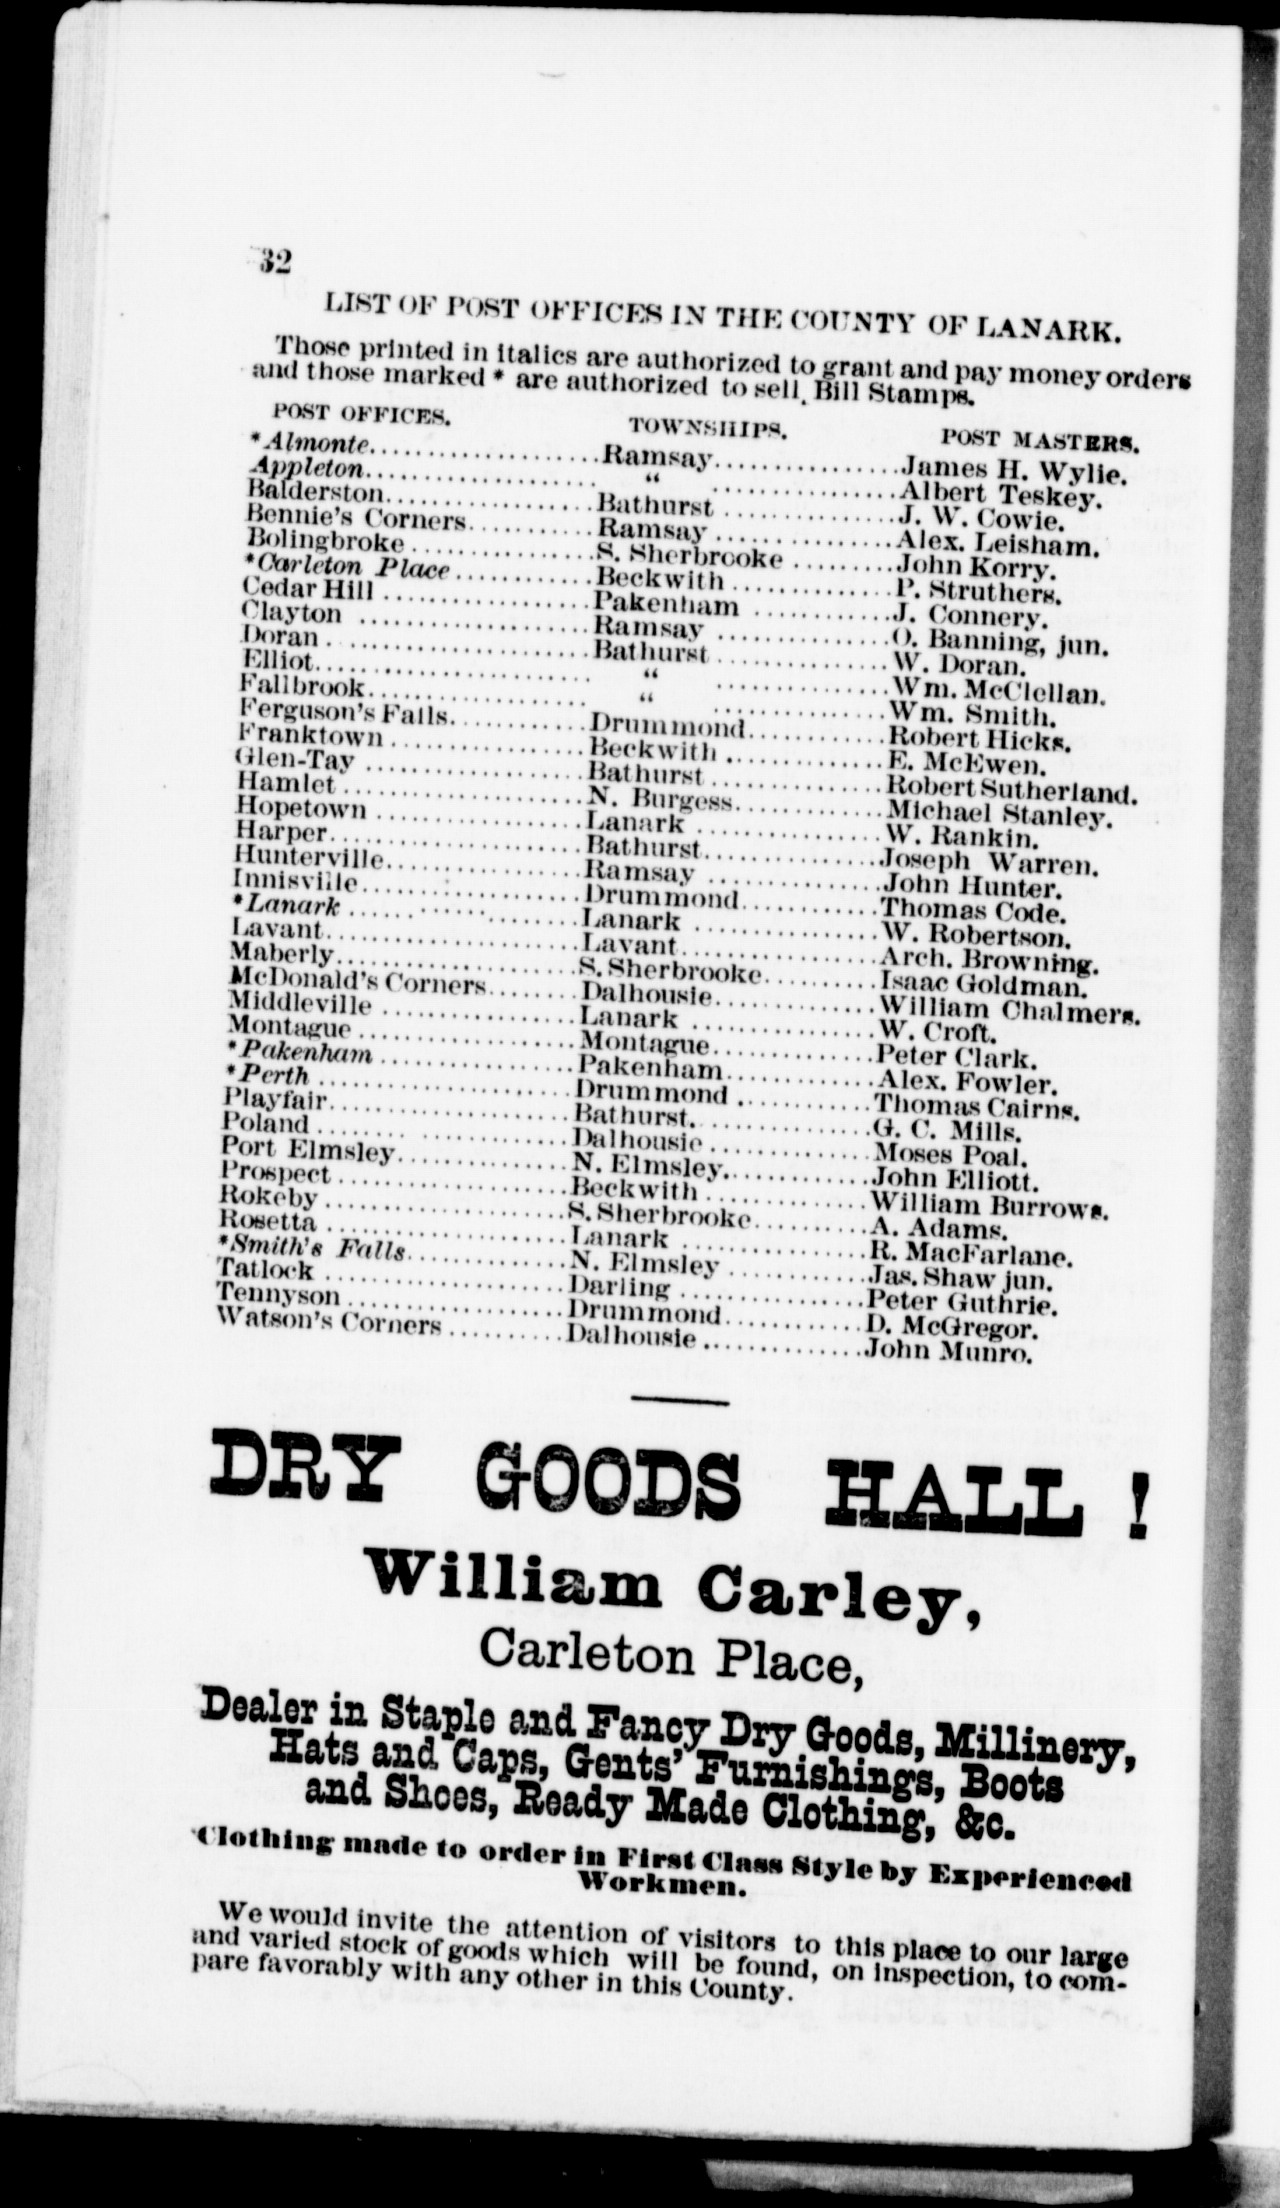 32
LIST OF POST OFFICES IN THE COUNTY OF LANARK.
Those printed in italics are authorized to grant and pay money orders
and those marked * are authorized to sell Bill Stamps.
POST OFFICES. TOWNSHIPS. POST MASTERS.
*Almonte....................Ramsay................James H. Wylie.
Appleton.................... “ ................Albert Teskey.
Balderston....................Bathurst................J. W. Cowie.
Bennie's Corners............Ramsay................Alex. Leisham.
Bolingbroke................S. Sherbrooke.........John Korry.
*Carleton Place............Beckwith..............P. Struthers.
Cedar Hill..................Pakenham............J. Connery.
Clayton....................Ramsay..............O. Banning, jun.
Doran......................Bathurst...............W. Doran.
Elliot...................... “ ...............Wm. McClellan.
Fallbrook.................. “ ...............Wm. Smith.
Ferguson's Falls............Drummond............Robert Hicks.
Franktown.................Beckwith.............E. McEwen.
Glen-Tay..................Bathurst...............Robert Sutherland.
Hamlet....................N. Burgess.............Michael Stanley.
Hopetown.................Lanark.................W. Rankin.
Harper....................Bathurst...............Joseph Warren.
Hunterville................Ramsay...............John Hunter.
Innisville..................Drummond............Thomas Code.
*Lanark...................Lanark.................W. Robertson.
Lavant....................Lavant.................Arch. Browning.
Maberly...................S. Sherbrooke..........Isaac Goldman.
McDonald's Corners........Dalhousie..............William Chalmers.
Middleville................Lanark................W. Croft.
Montague.................Montague..............Peter Clark.
*Pakenham................Pakenham.............Alex. Fowler.
*Perth.....................Drummond............Thomas Cairns.
Playfair....................Bathurst...............G. C. Mills.
Poland....................Dalhousie..............Moses Poal.
Port Elmsley...............N. Elmsley.............John Elliott.
Prospect...................Beckwith..............William Burrows.
Rokeby...................S. Sherbrooke..........A. Adams.
Rosetta...................Lanark................R. MacFarlane.
*Smith's Falls.............N. Elmsley............Jas. Shaw jun.
Tatlock...................Darling................Peter Guthrie.
Tennyson.................Drummond............D. McGregor.
Watson's Corners..........Dalhousie..............John Munro.
DRY GOODS HALL !
William Carley,
Carleton Place,
Dealer in Staple and Fancy Dry Goods, Millinery,
Hats and Caps, Gents' Furnishings, Boots
and Shoes, Ready Made Clothing, &c.
Clothing made to order in First Class Style by Experienced
Workmen.
We would invite the attention of visitors to this place to our large
and varied stock of goods which will be found, on inspection, to com-
pare favorably with any other in this County.